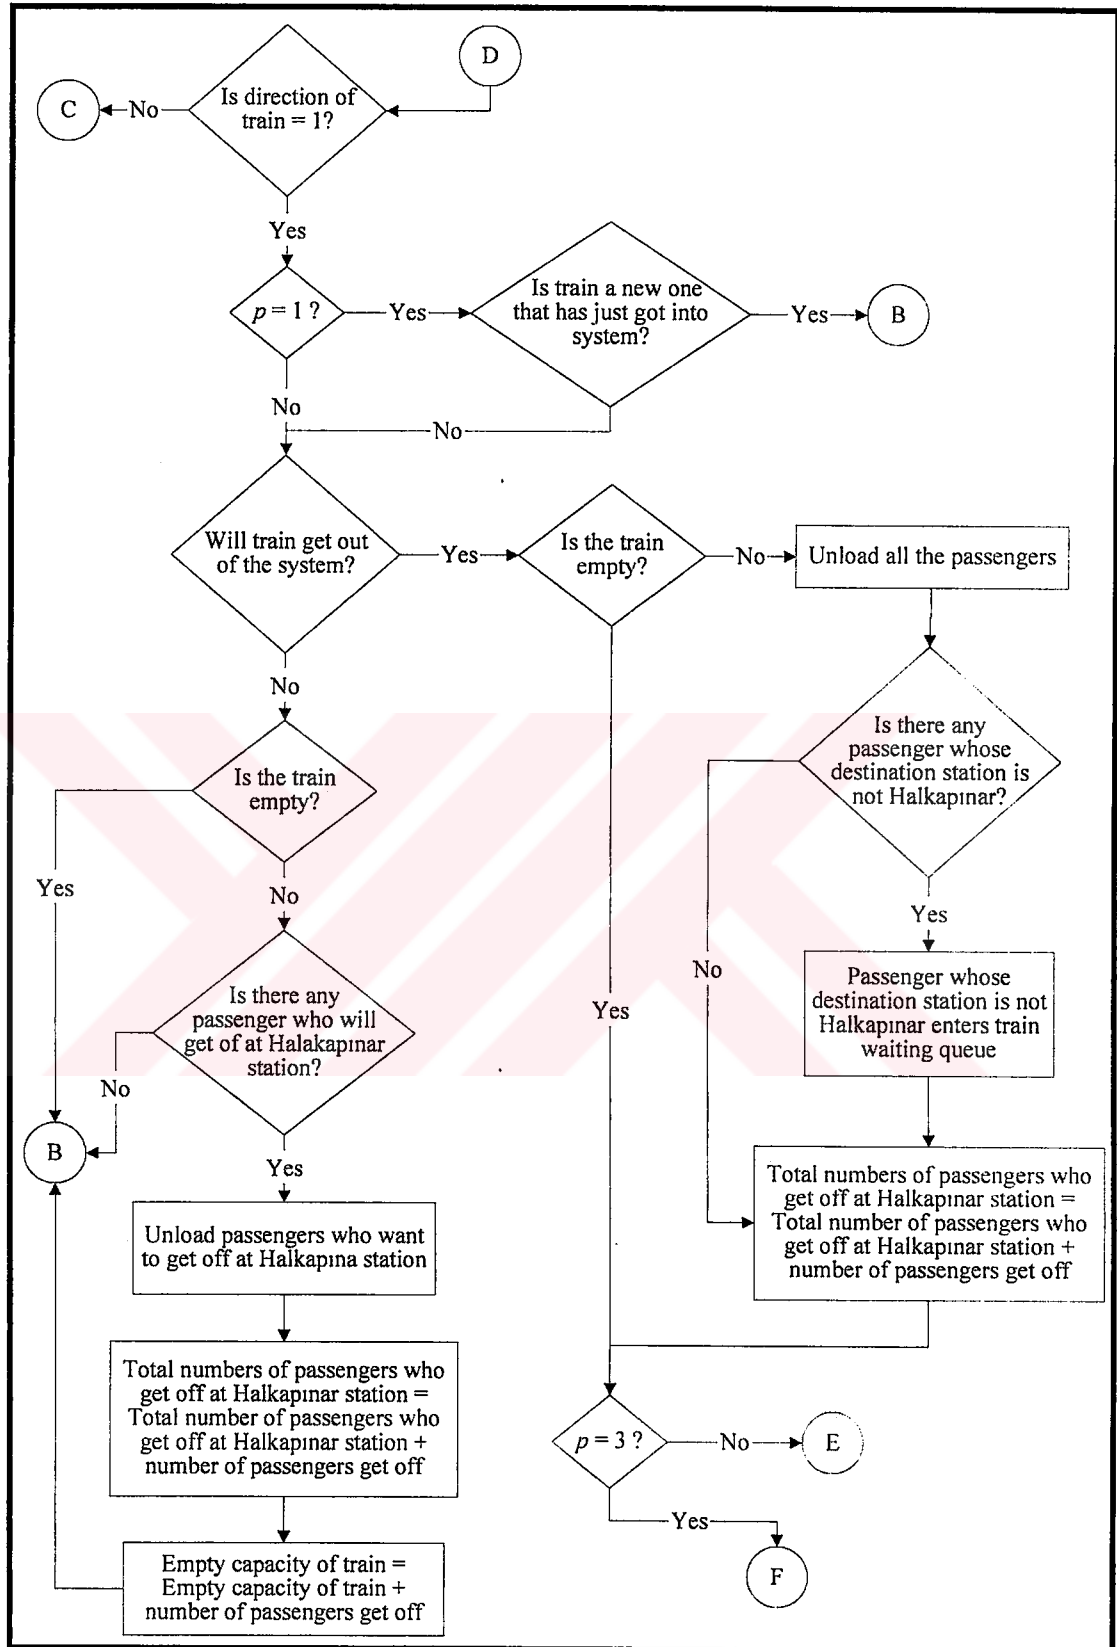 D
C
No
Is direction of
train = 1?
Yes
p = 1 ?
Yes
Is train a new one
that has just got into
system?
Yes
B
No
No
Will train get out
of the system?
Yes
Is the train
empty?
No
Unload all the passengers
No
Is the train
empty?
Is there any
passenger whose
destination station is
not Halkapınar?
Yes
No
Yes
No
Yes
Is there any
passenger who will
get of at Halakapınar
station?
Passenger whose
destination station is not
Halkapınar enters train
waiting queue
No
B
Yes
Total numbers of passengers who
get off at Halkapınar station =
Total number of passengers who
get off at Halkapınar station +
number of passengers get off
Unload passengers who want
to get off at Halkapına station
Total numbers of passengers who
get off at Halkapınar station =
Total number of passengers who
get off at Halkapınar station +
number of passengers get off
p = 3 ?
No
E
Yes
F
Empty capacity of train =
Empty capacity of train +
number of passengers get off